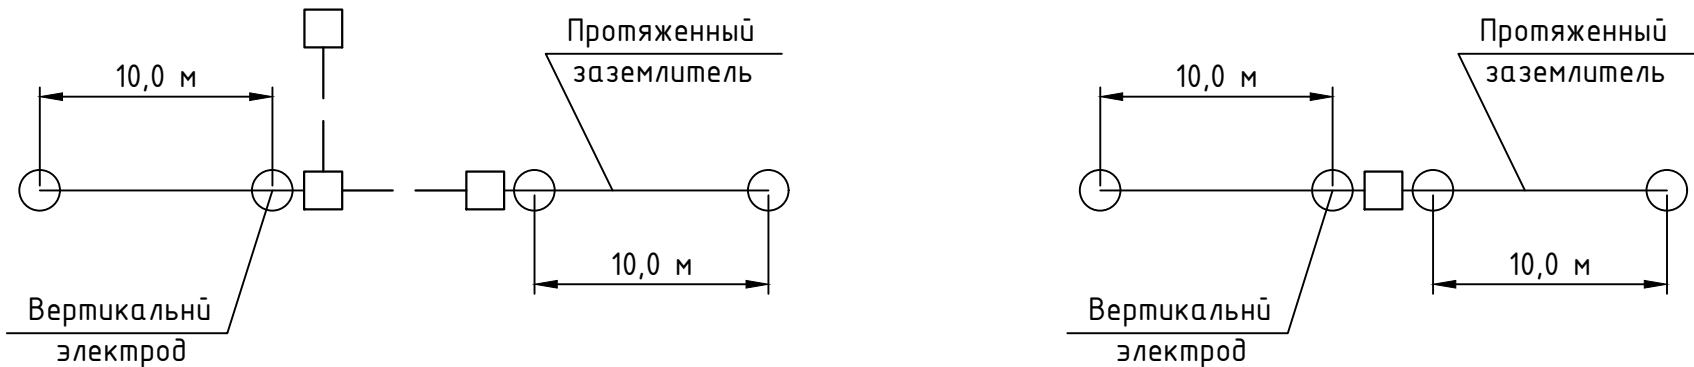 Протяженный
заземлитель
10,0 м
10,0 м
Вертикальнй
электрод
Протяженный
заземлитель
10,0 м
10,0 м
Вертикальнй
электрод